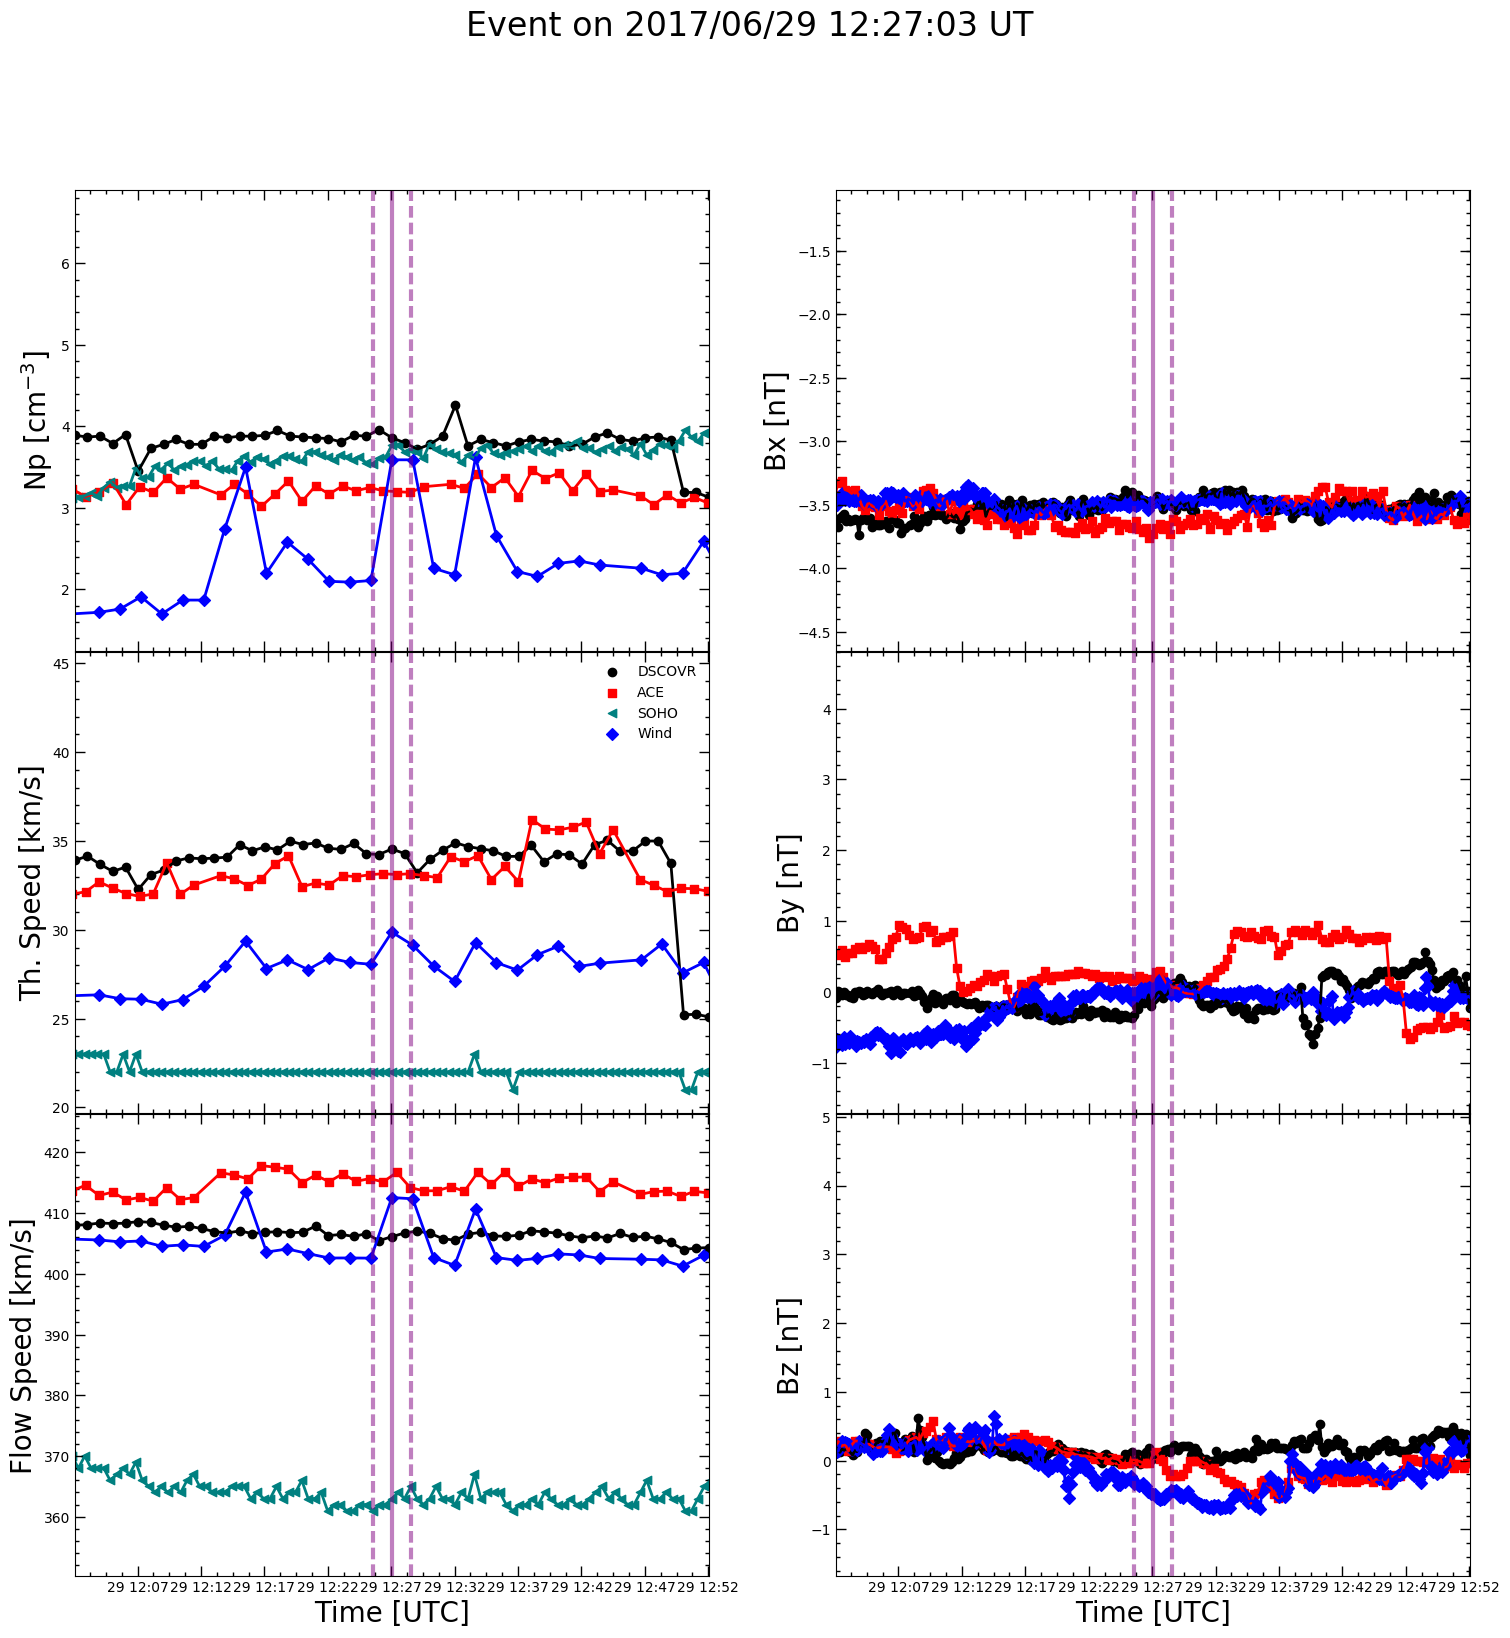 Event on 2017/06/29 12:27:03 UT
Np [cm⁻³]
6
5
4
3
2
Th. Speed [km/s]
45
40
35
30
25
20
DSCOVR
ACE
SOHO
Wind
Flow Speed [km/s]
420
410
400
390
380
370
360
29 12:07 29 12:12 29 12:17 29 12:22 29 12:27 29 12:32 29 12:37 29 12:42 29 12:47 29 12:52
Time [UTC]
Bx [nT]
−1.5
−2.0
−2.5
−3.0
−3.5
−4.0
−4.5
By [nT]
4
3
2
1
0
−1
Bz [nT]
5
4
3
2
1
0
−1
29 12:07 29 12:12 29 12:17 29 12:22 29 12:27 29 12:32 29 12:37 29 12:42 29 12:47 29 12:52
Time [UTC]